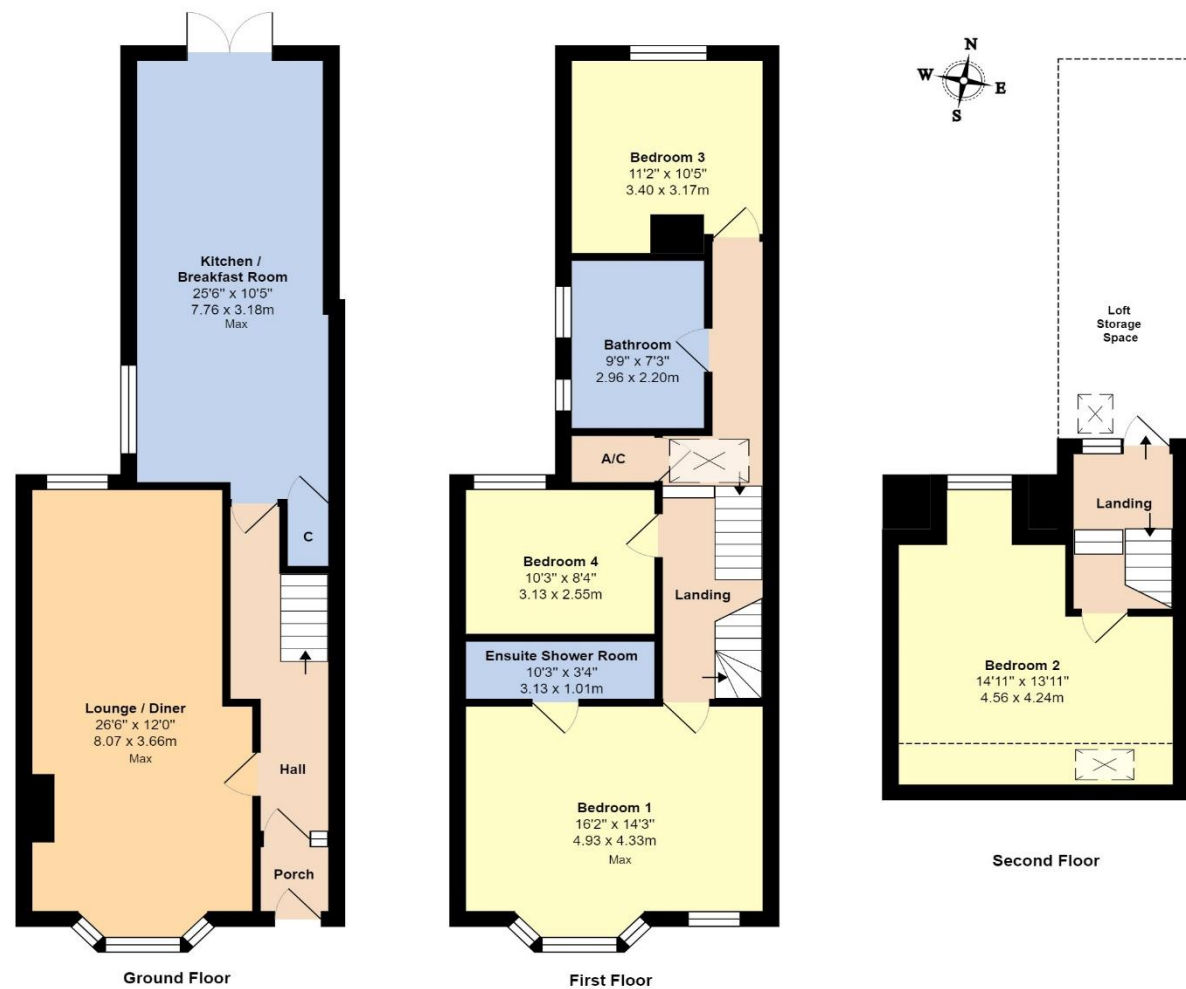 N
W
E
S
Kitchen /
Breakfast Room
25'6" x 10'5"
7.76 x 3.18m
Max
C
Lounge / Diner
26'6" x 12'0"
8.07 x 3.66m
Max
Hall
Porch
Ground Floor
Bedroom 3
11'2" x 10'5"
3.40 x 3.17m
Bathroom
9'9" x 7'3"
2.96 x 2.20m
A/C
Bedroom 4
10'3" x 8'4"
3.13 x 2.55m
Landing
Ensuite Shower Room
10'3" x 3'4"
3.13 x 1.01m
Bedroom 1
16'2" x 14'3"
4.93 x 4.33m
Max
First Floor
Loft
Storage
Space
Landing
Bedroom 2
14'11" x 13'11"
4.56 x 4.24m
Second Floor